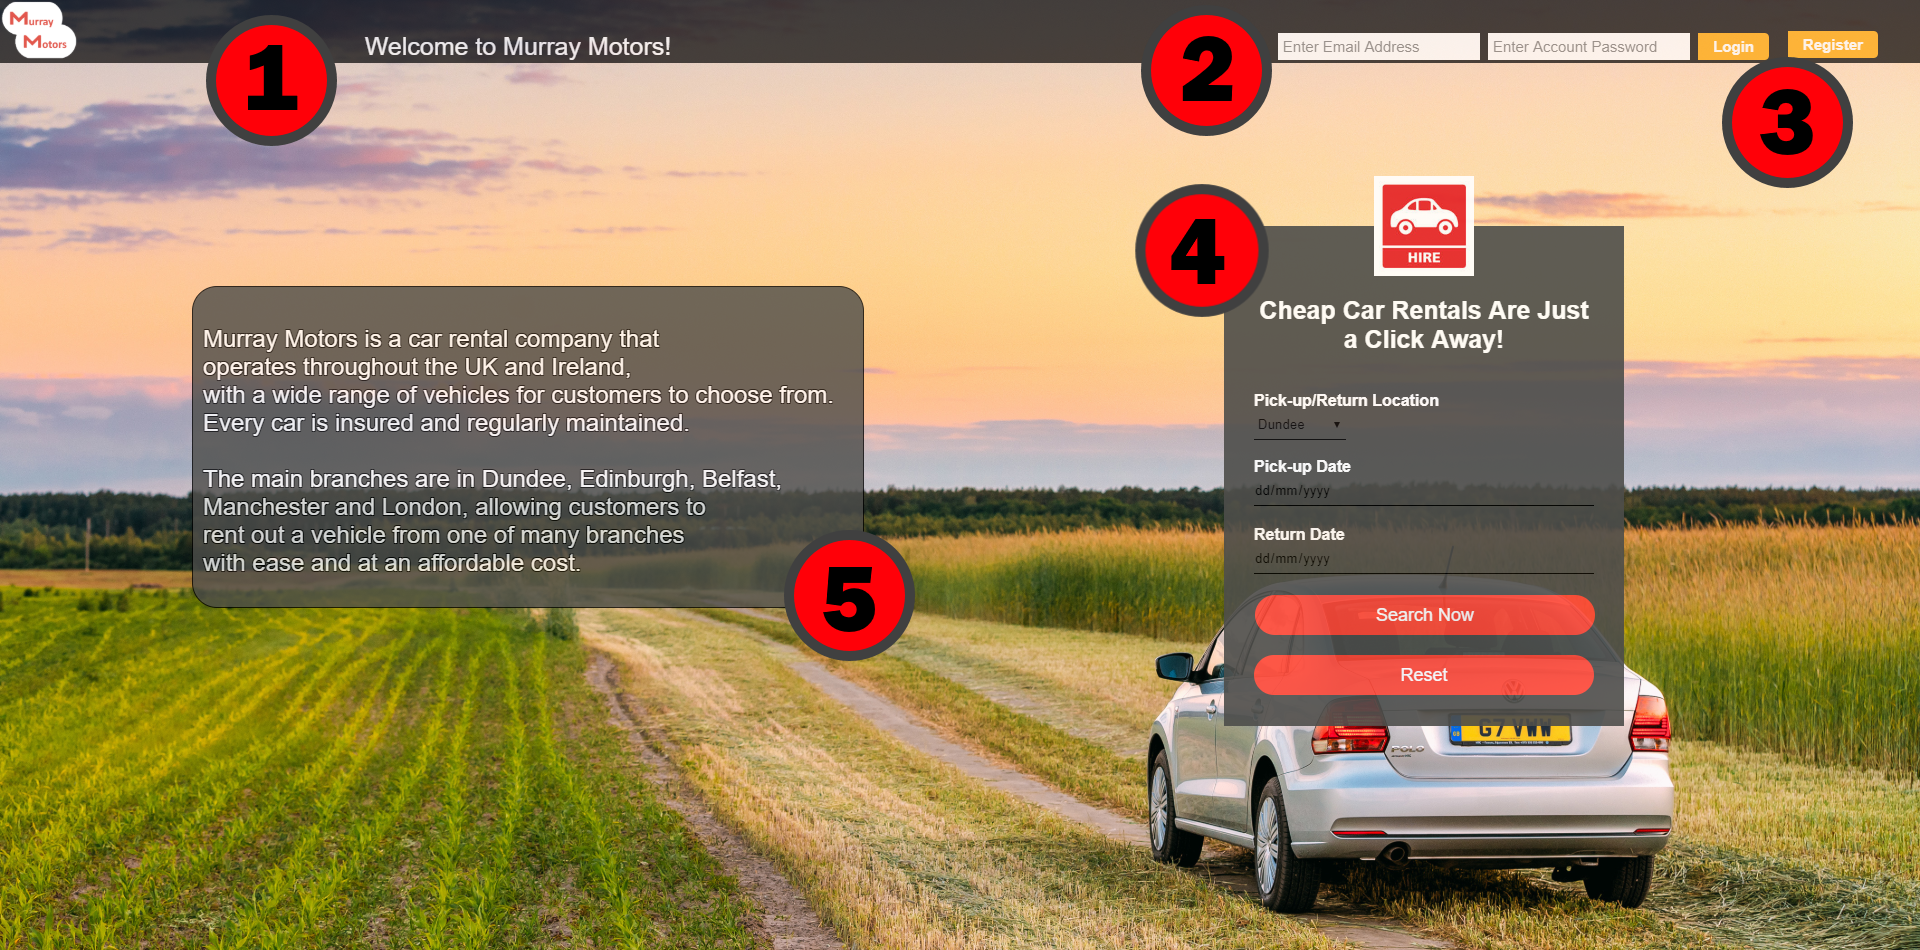 Murray
Motors
1
Welcome to Murray Motors!
2
Enter Email Address
Enter Account Password
Login
Register
3
4
HIRE
Cheap Car Rentals Are Just
a Click Away!
Murray Motors is a car rental company that
operates throughout the UK and Ireland,
with a wide range of vehicles for customers to choose from.
Every car is insured and regularly maintained.
The main branches are in Dundee, Edinburgh, Belfast,
Manchester and London, allowing customers to
rent out a vehicle from one of many branches
with ease and at an affordable cost.
5
Pick-up/Return Location
Dundee
Pick-up Date
dd/mm/yyyy
Return Date
dd/mm/yyyy
Search Now
Reset
G7 VWW
POLO